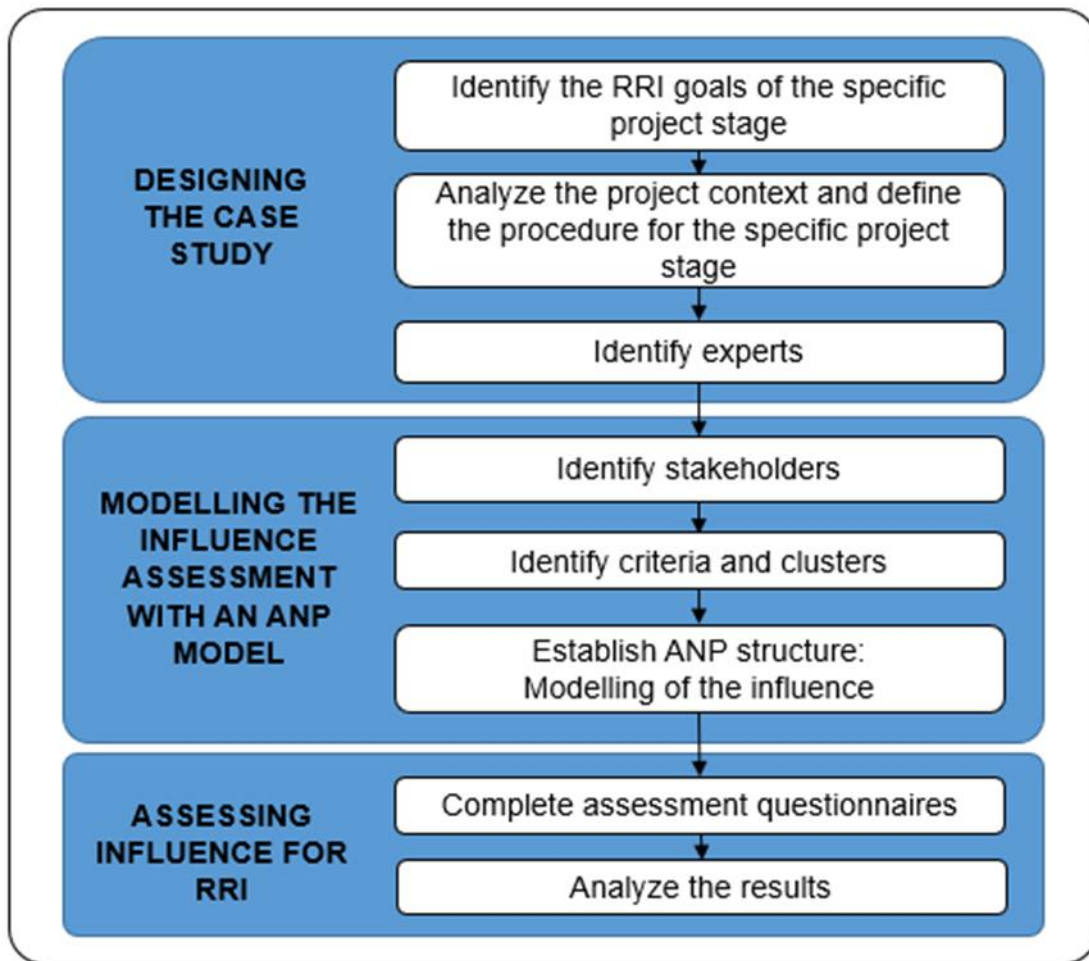 DESIGNING
THE CASE
STUDY
Identify the RRI goals of the specific
project stage
Analyze the project context and define
the procedure for the specific project
stage
Identify experts
MODELLING THE
INFLUENCE
ASSESSMENT
WITH AN ANP
MODEL
Identify stakeholders
Identify criteria and clusters
Establish ANP structure:
Modelling of the influence
ASSESSING
INFLUENCE FOR
RRI
Complete assessment questionnaires
Analyze the results